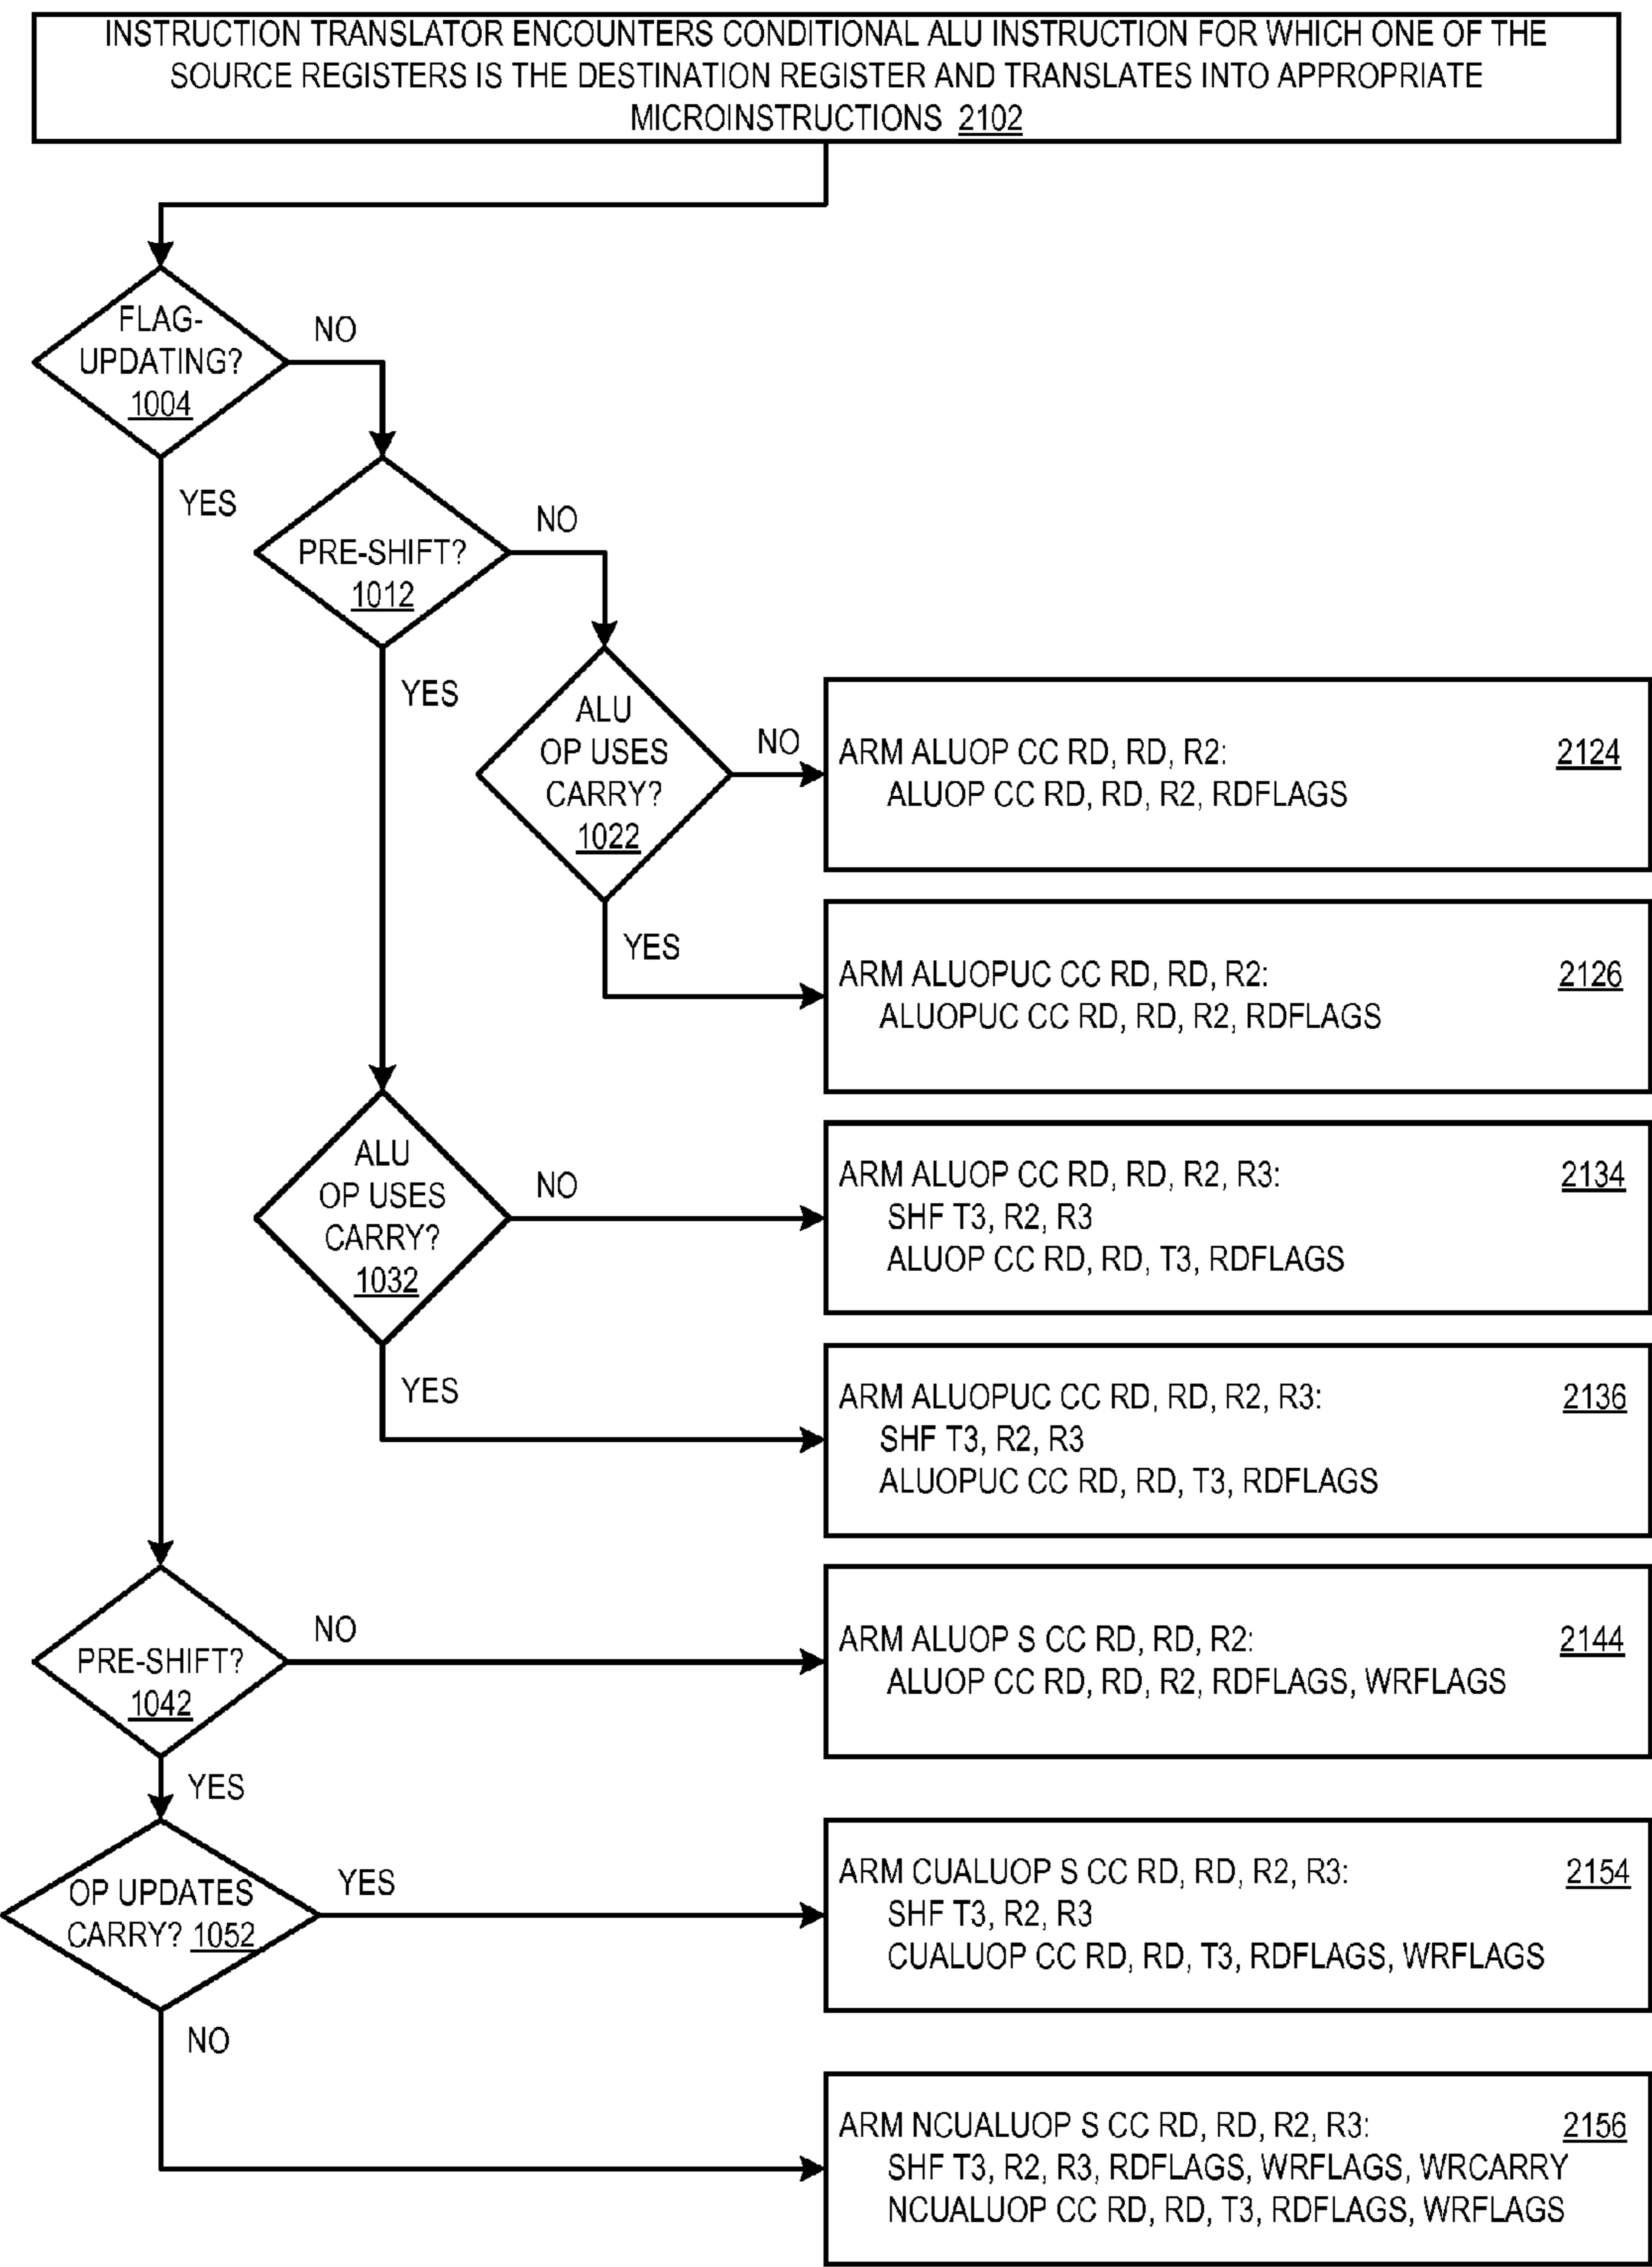 INSTRUCTION TRANSLATOR ENCOUNTERS CONDITIONAL ALU INSTRUCTION FOR WHICH ONE OF THE
SOURCE REGISTERS IS THE DESTINATION REGISTER AND TRANSLATES INTO APPROPRIATE
MICROINSTRUCTIONS 2102
FLAG-
UPDATING?
1004
NO
YES
PRE-SHIFT?
1012
NO
YES
ALU
OP USES
CARRY?
1022
NO
YES
ARM ALUOP CC RD, RD, R2: 2124
ALUOP CC RD, RD, R2, RDFLAGS
ARM ALUOPUC CC RD, RD, R2: 2126
ALUOPUC CC RD, RD, R2, RDFLAGS
ALU
OP USES
CARRY?
1032
NO
YES
ARM ALUOP CC RD, RD, R2, R3: 2134
SHF T3, R2, R3
ALUOP CC RD, RD, T3, RDFLAGS
ARM ALUOPUC CC RD, RD, R2, R3: 2136
SHF T3, R2, R3
ALUOPUC CC RD, RD, T3, RDFLAGS
PRE-SHIFT?
1042
NO
YES
ARM ALUOP S CC RD, RD, R2: 2144
ALUOP CC RD, RD, R2, RDFLAGS, WRFLAGS
OP UPDATES
CARRY? 1052
YES
NO
ARM CUALUOP S CC RD, RD, R2, R3: 2154
SHF T3, R2, R3
CUALUOP CC RD, RD, T3, RDFLAGS, WRFLAGS
ARM NCUALUOP S CC RD, RD, R2, R3: 2156
SHF T3, R2, R3, RDFLAGS, WRFLAGS, WRCARRY
NCUALUOP CC RD, RD, T3, RDFLAGS, WRFLAGS